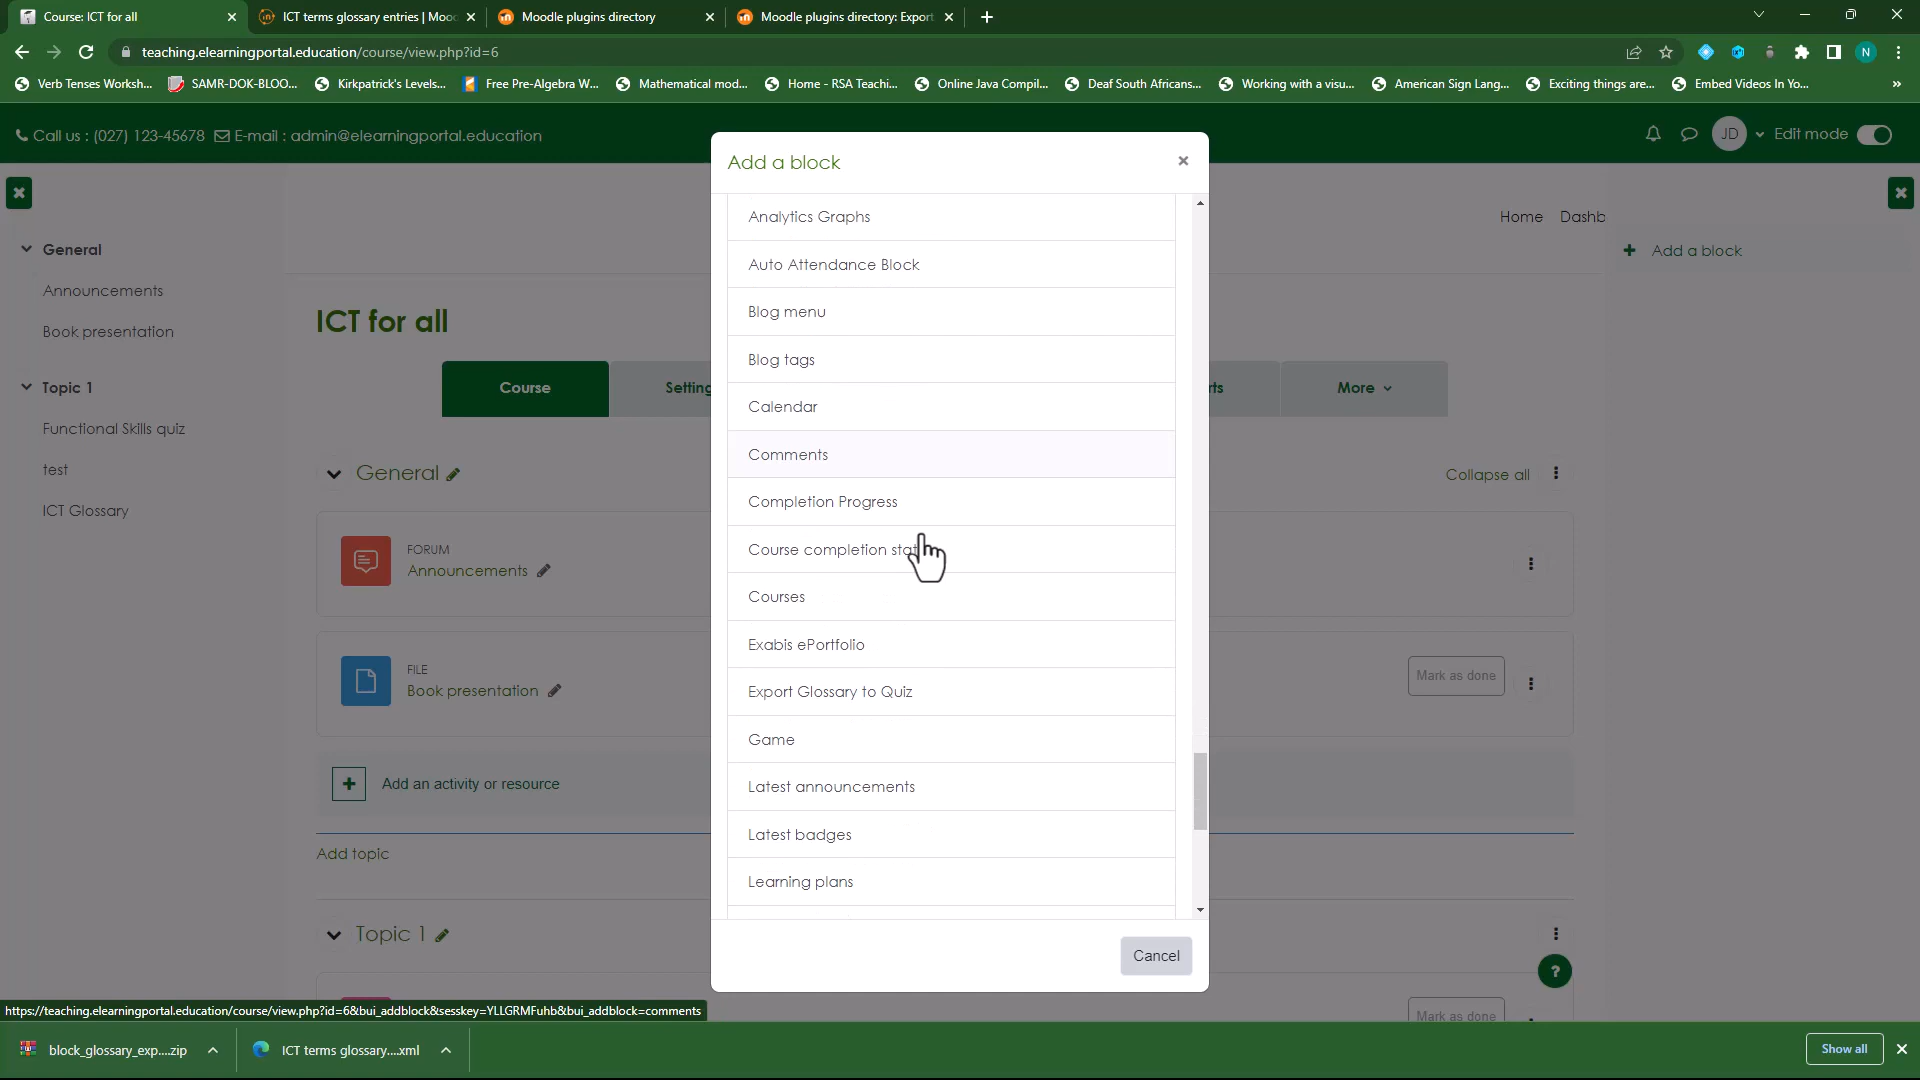 Course: ICT for all
ICT terms glossary entries | Mooc
Moodle plugins directory
Moodle plugins directory: Export
teaching.elearningportal.education/course/view.php?id=6
N
Verb Tenses Worksh...
SAMR-DOK-BLOO...
Kirkpatrick's Levels...
Free Pre-Algebra W...
Mathematical mod...
Home - RSA Teachi...
Online Java Compil...
Deaf South Africans...
Working with a visu...
American Sign Lang...
Exciting things are...
Embed Videos In Yo...
»
Call us : (027) 123-45678 E-mail : admin@elearningportal.education
JD
Edit mode
Add a block
General
Announcements
Book presentation
Topic 1
Functional Skills quiz
test
ICT Glossary
Home Dashb
Add a block
ICT for all
Course
Setting
rts
More
General
Collapse all
FORUM
Announcements
FILE
Book presentation
Mark as done
Add an activity or resource
Add topic
Topic 1
Mark as done
?
Analytics Graphs
Auto Attendance Block
Blog menu
Blog tags
Calendar
Comments
Completion Progress
Course completion stat
Courses
Exabis ePortfolio
Export Glossary to Quiz
Game
Latest announcements
Latest badges
Learning plans
Cancel
https://teaching.elearningportal.education/course/view.php?id=6&bui_addblock&sesskey=YLLGRMFuhb&bui_addblock=comments
block_glossary_exp....zip
ICT terms glossary....xml
Show all